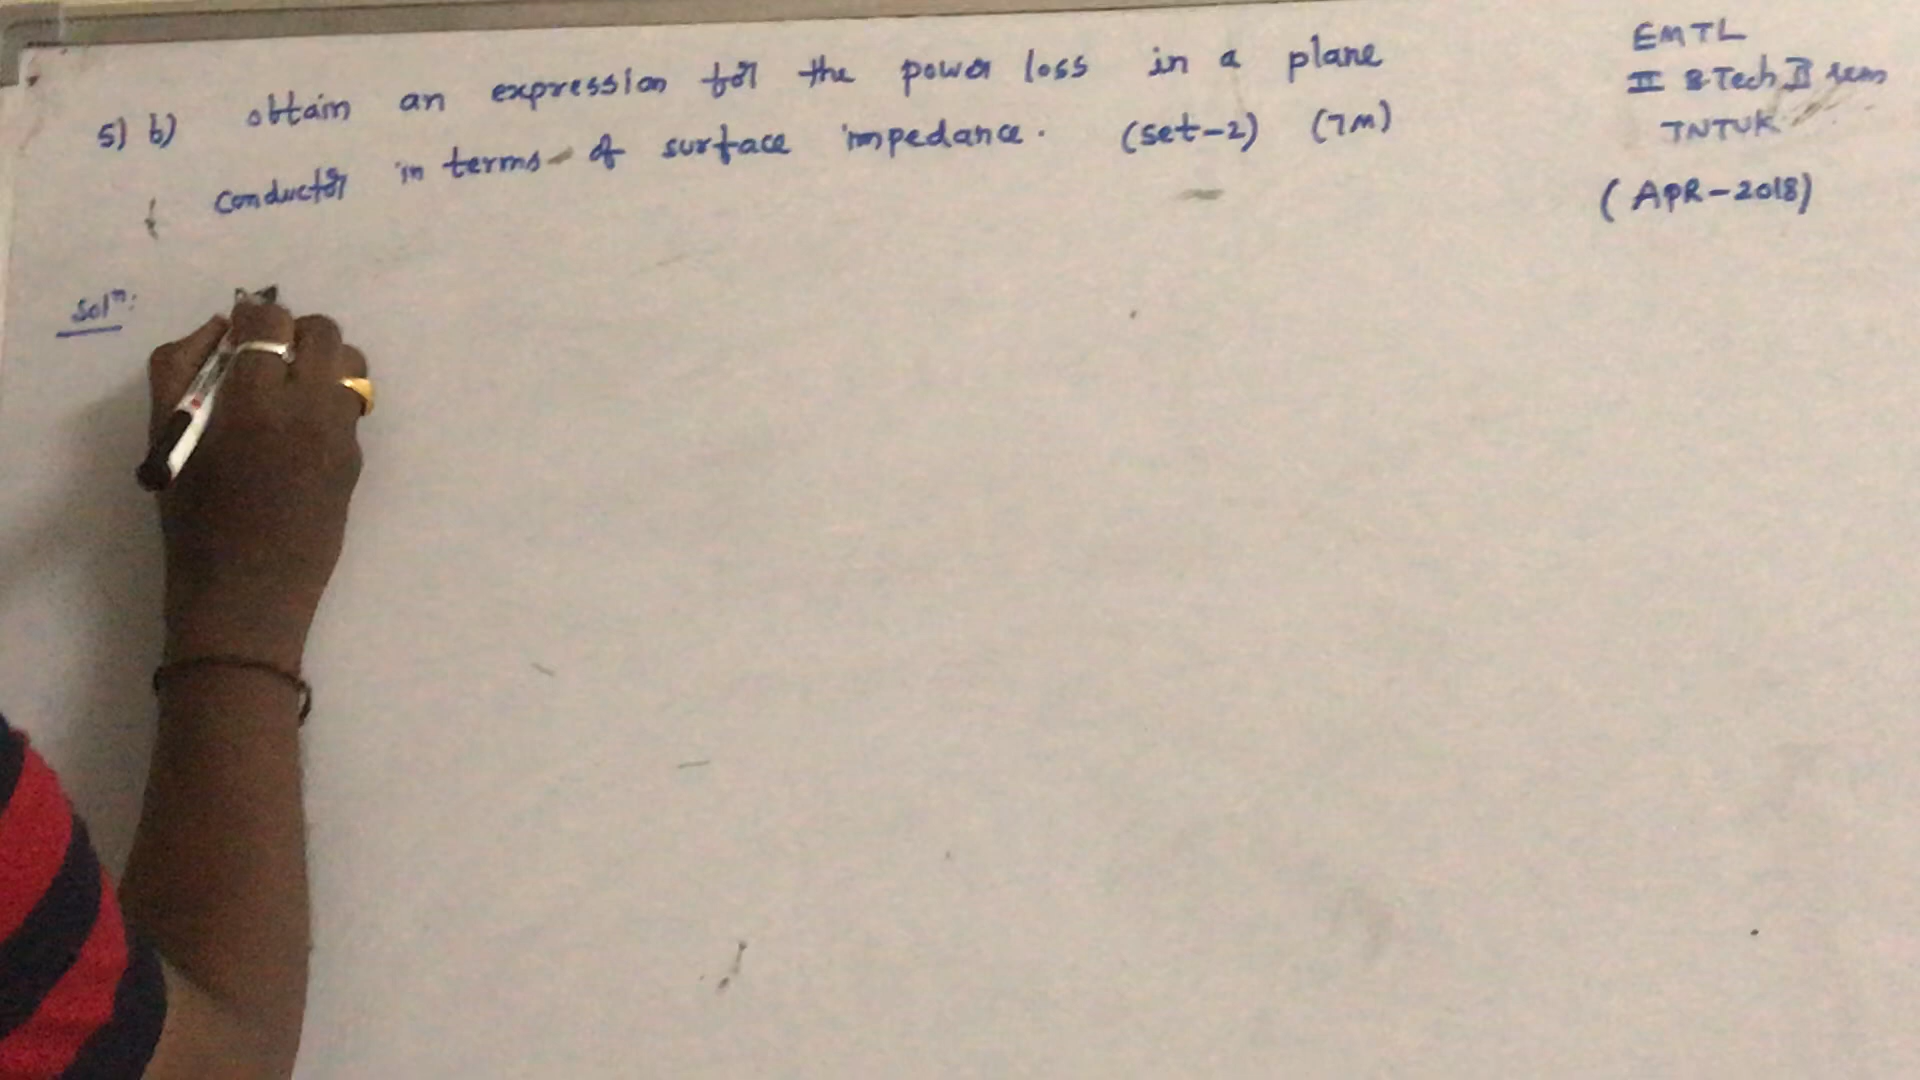 5) b) obtain an expression for the power loss in a plane
conductor in terms of surface impedance. (set-2) (7M)
EMTL
II B.Tech II sem
JNTUK
(APR-2018)
Solⁿ: